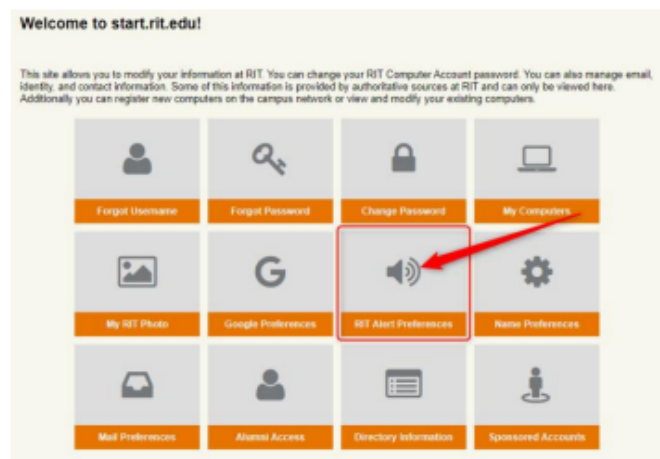 Welcome to start.rit.edu!
This site allows you to modify your information at RIT. You can change your RIT Computer Account password. You can also manage email,
identity, and contact information. Some of this information is provided by authoritative sources at RIT and can only be viewed here.
Additionally you can register new computers on the campus network or view and modify your existing computers.
Forgot Username Forgot Password Change Password My Computers
My RIT Photo Google Preferences RIT Alert Preferences Name Preferences
Mail Preferences Alumni Access Directory Information Sponsored Accounts